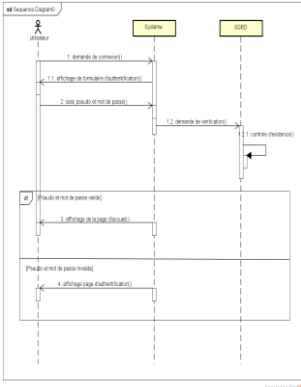 sd Sequence Diagram0
utilisateur
Système
SGBD
1: demande de connexion()
1.1: affichage de formulaire d'authentification()
2: saisi pseudo et mot de passe()
1.2: demande de verification()
1.2.1: contrôle d'existence()
alt
[Pseudo et mot de passe valide]
3: affichage de la page d'accueil()
[Pseudo et mot de passe invalide]
4: affichage page d'authentification()